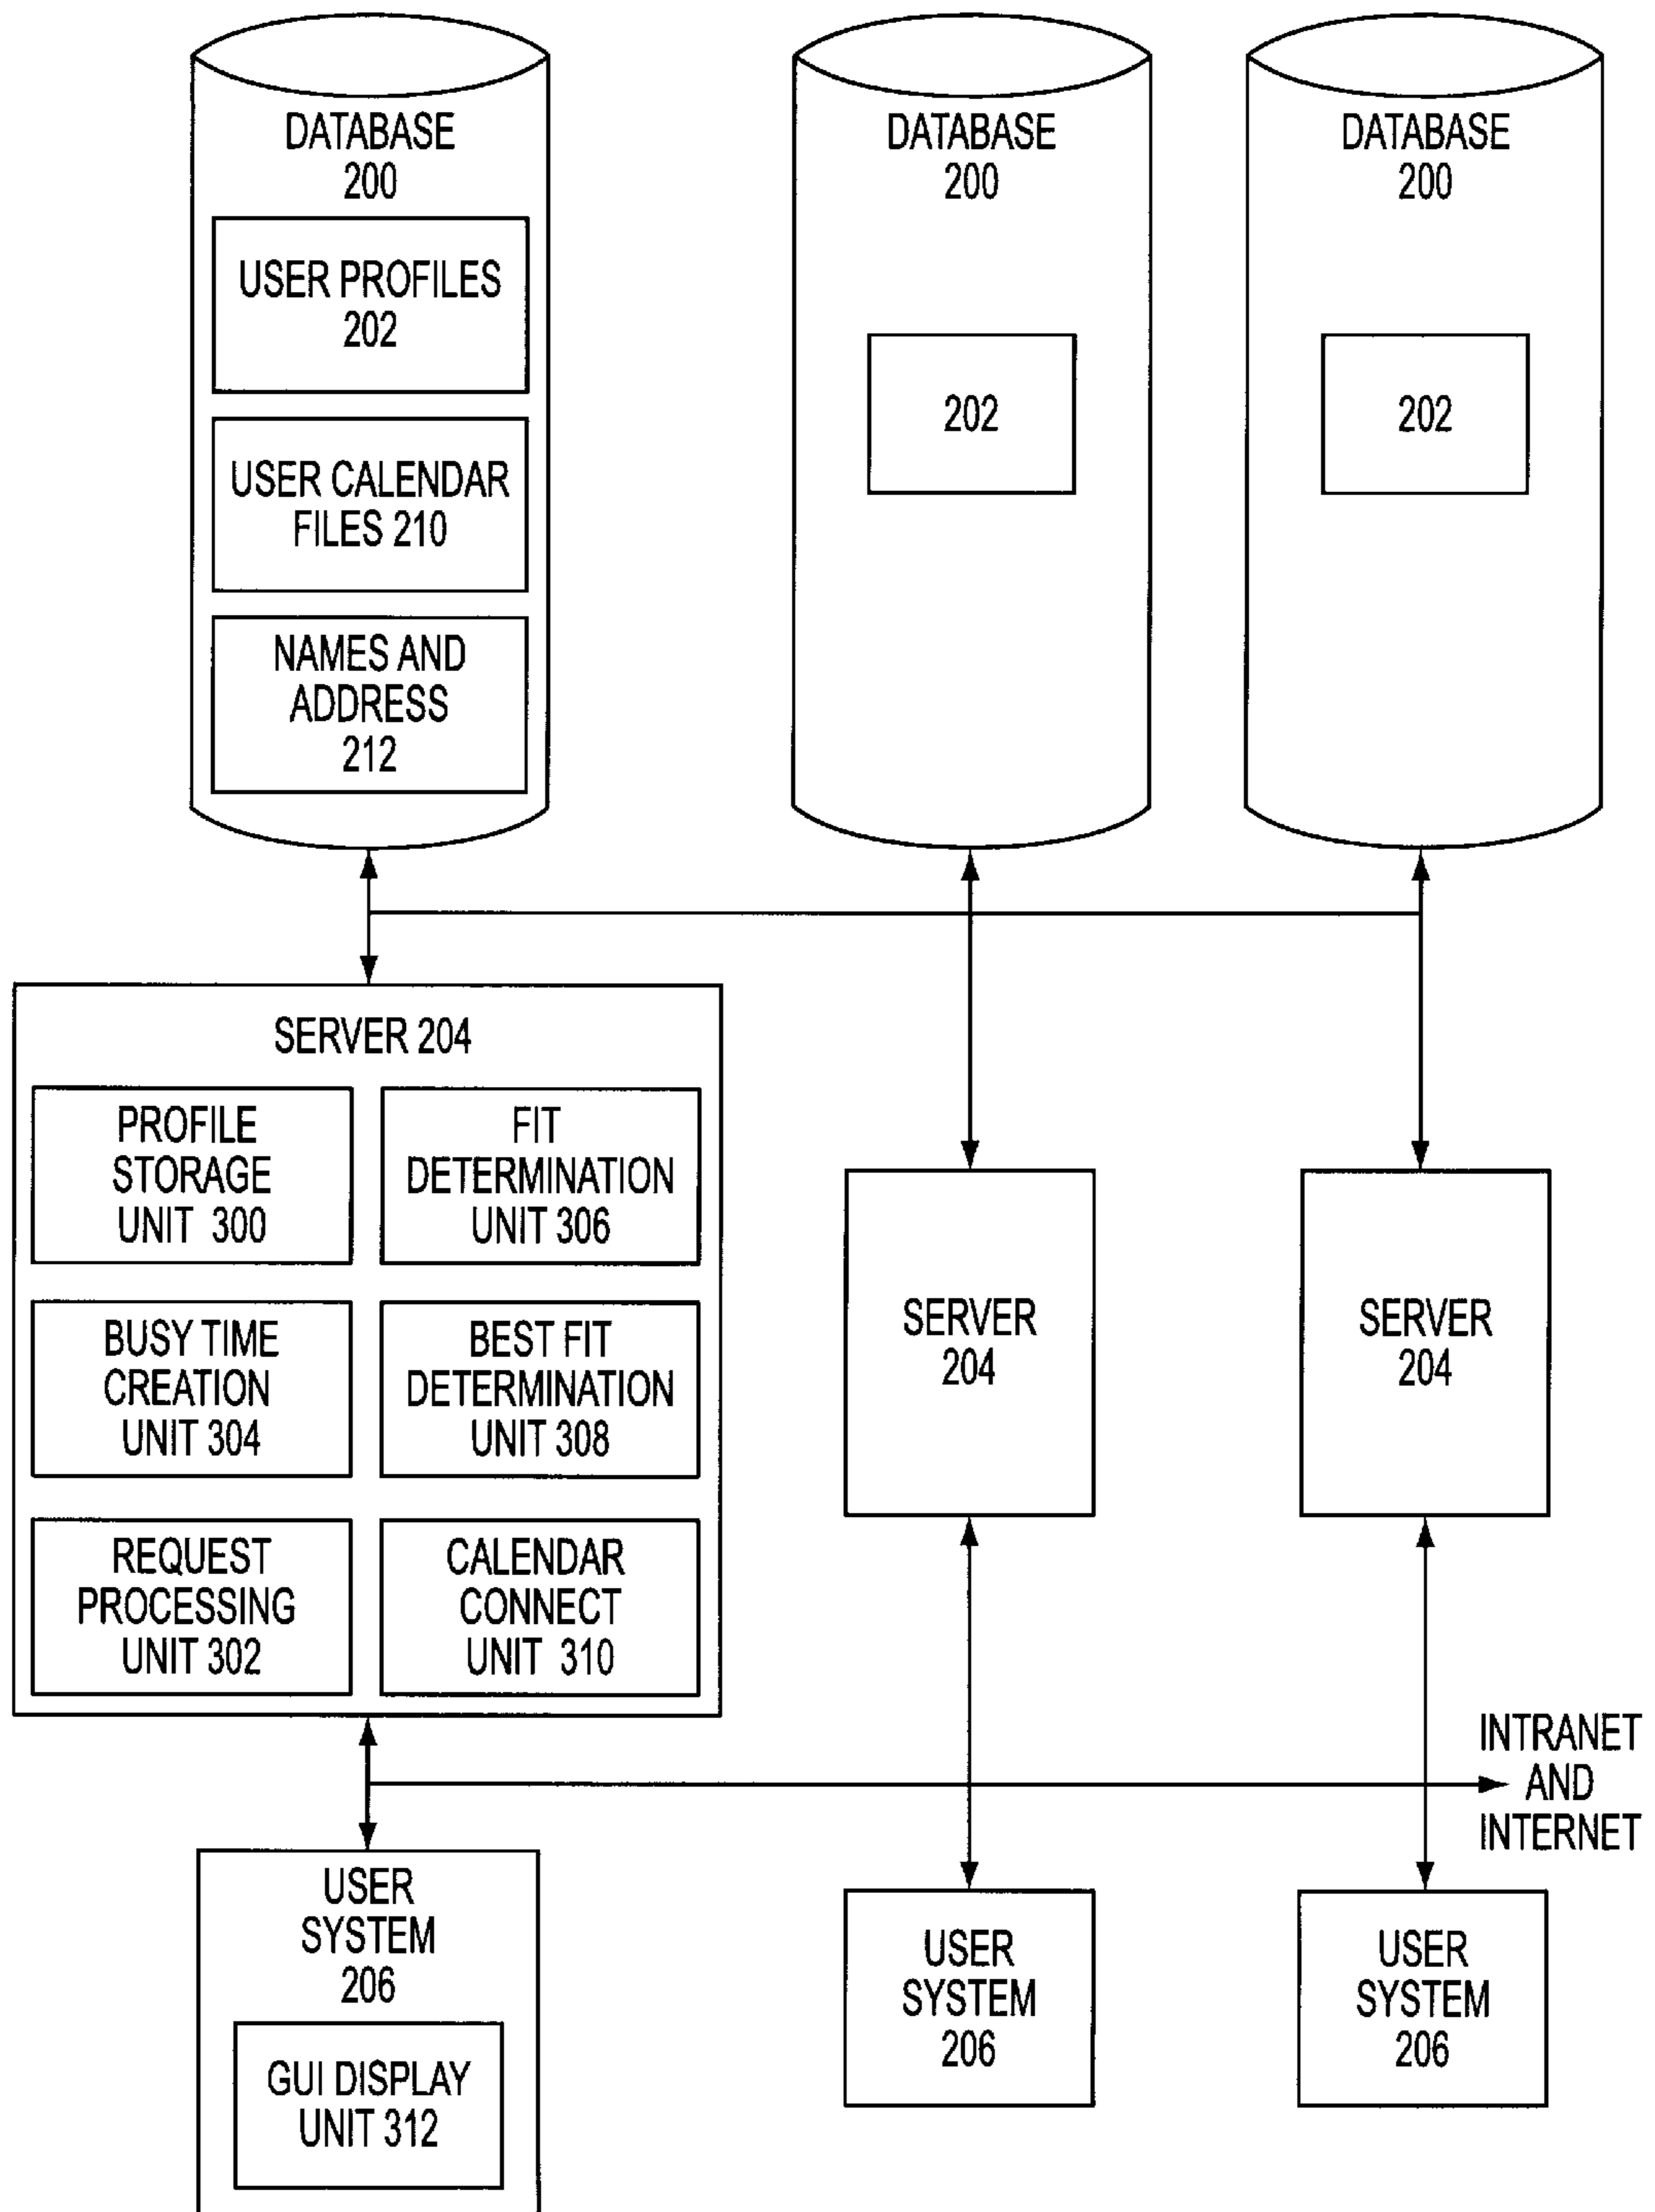 DATABASE
200
USER PROFILES
202
USER CALENDAR
FILES 210
NAMES AND
ADDRESS
212
DATABASE
200
202
DATABASE
200
202
SERVER 204
PROFILE
STORAGE
UNIT 300
FIT
DETERMINATION
UNIT 306
BUSY TIME
CREATION
UNIT 304
BEST FIT
DETERMINATION
UNIT 308
REQUEST
PROCESSING
UNIT 302
CALENDAR
CONNECT
UNIT 310
SERVER
204
SERVER
204
INTRANET
AND
INTERNET
USER
SYSTEM
206
GUI DISPLAY
UNIT 312
USER
SYSTEM
206
USER
SYSTEM
206